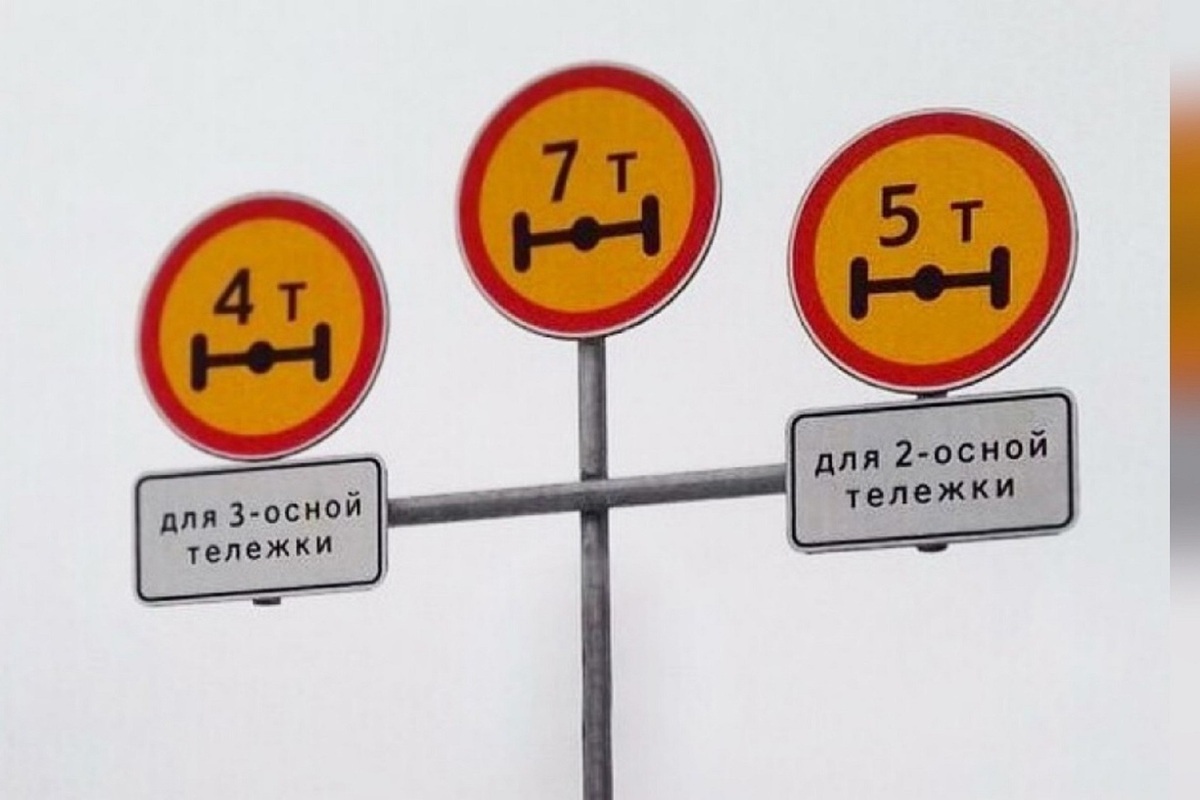 4 т
для 3-осной
тележки
7 т
5 т
для 2-осной
тележки